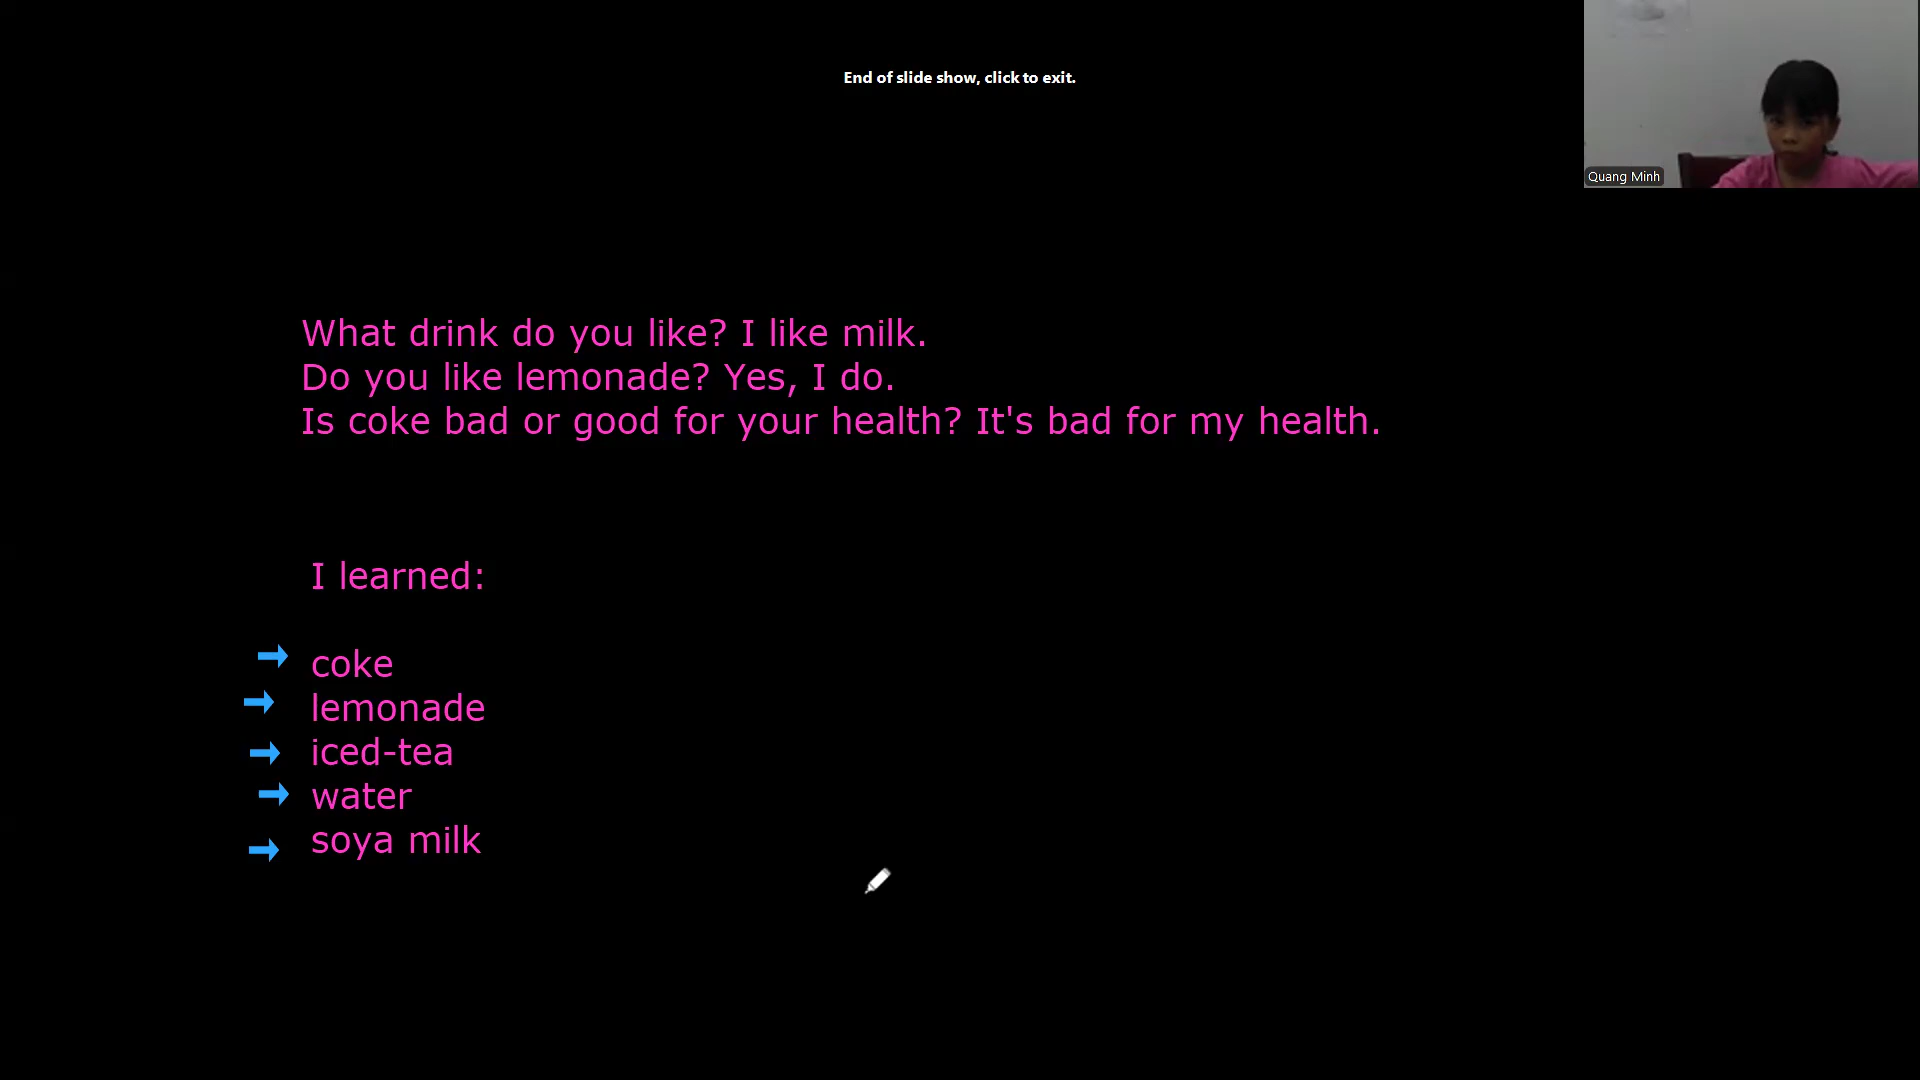 End of slide show, click to exit.
Quang Minh
What drink do you like? I like milk.
Do you like lemonade? Yes, I do.
Is coke bad or good for your health? It's bad for my health.
I learned:
coke
lemonade
iced-tea
water
soya milk